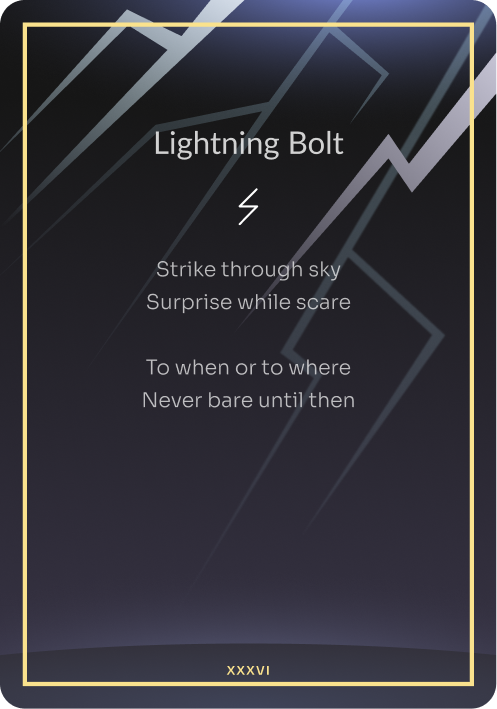 Lightning Bolt
Strike through sky
Surprise while scare
To when or to where
Never bare until then
XXXVI